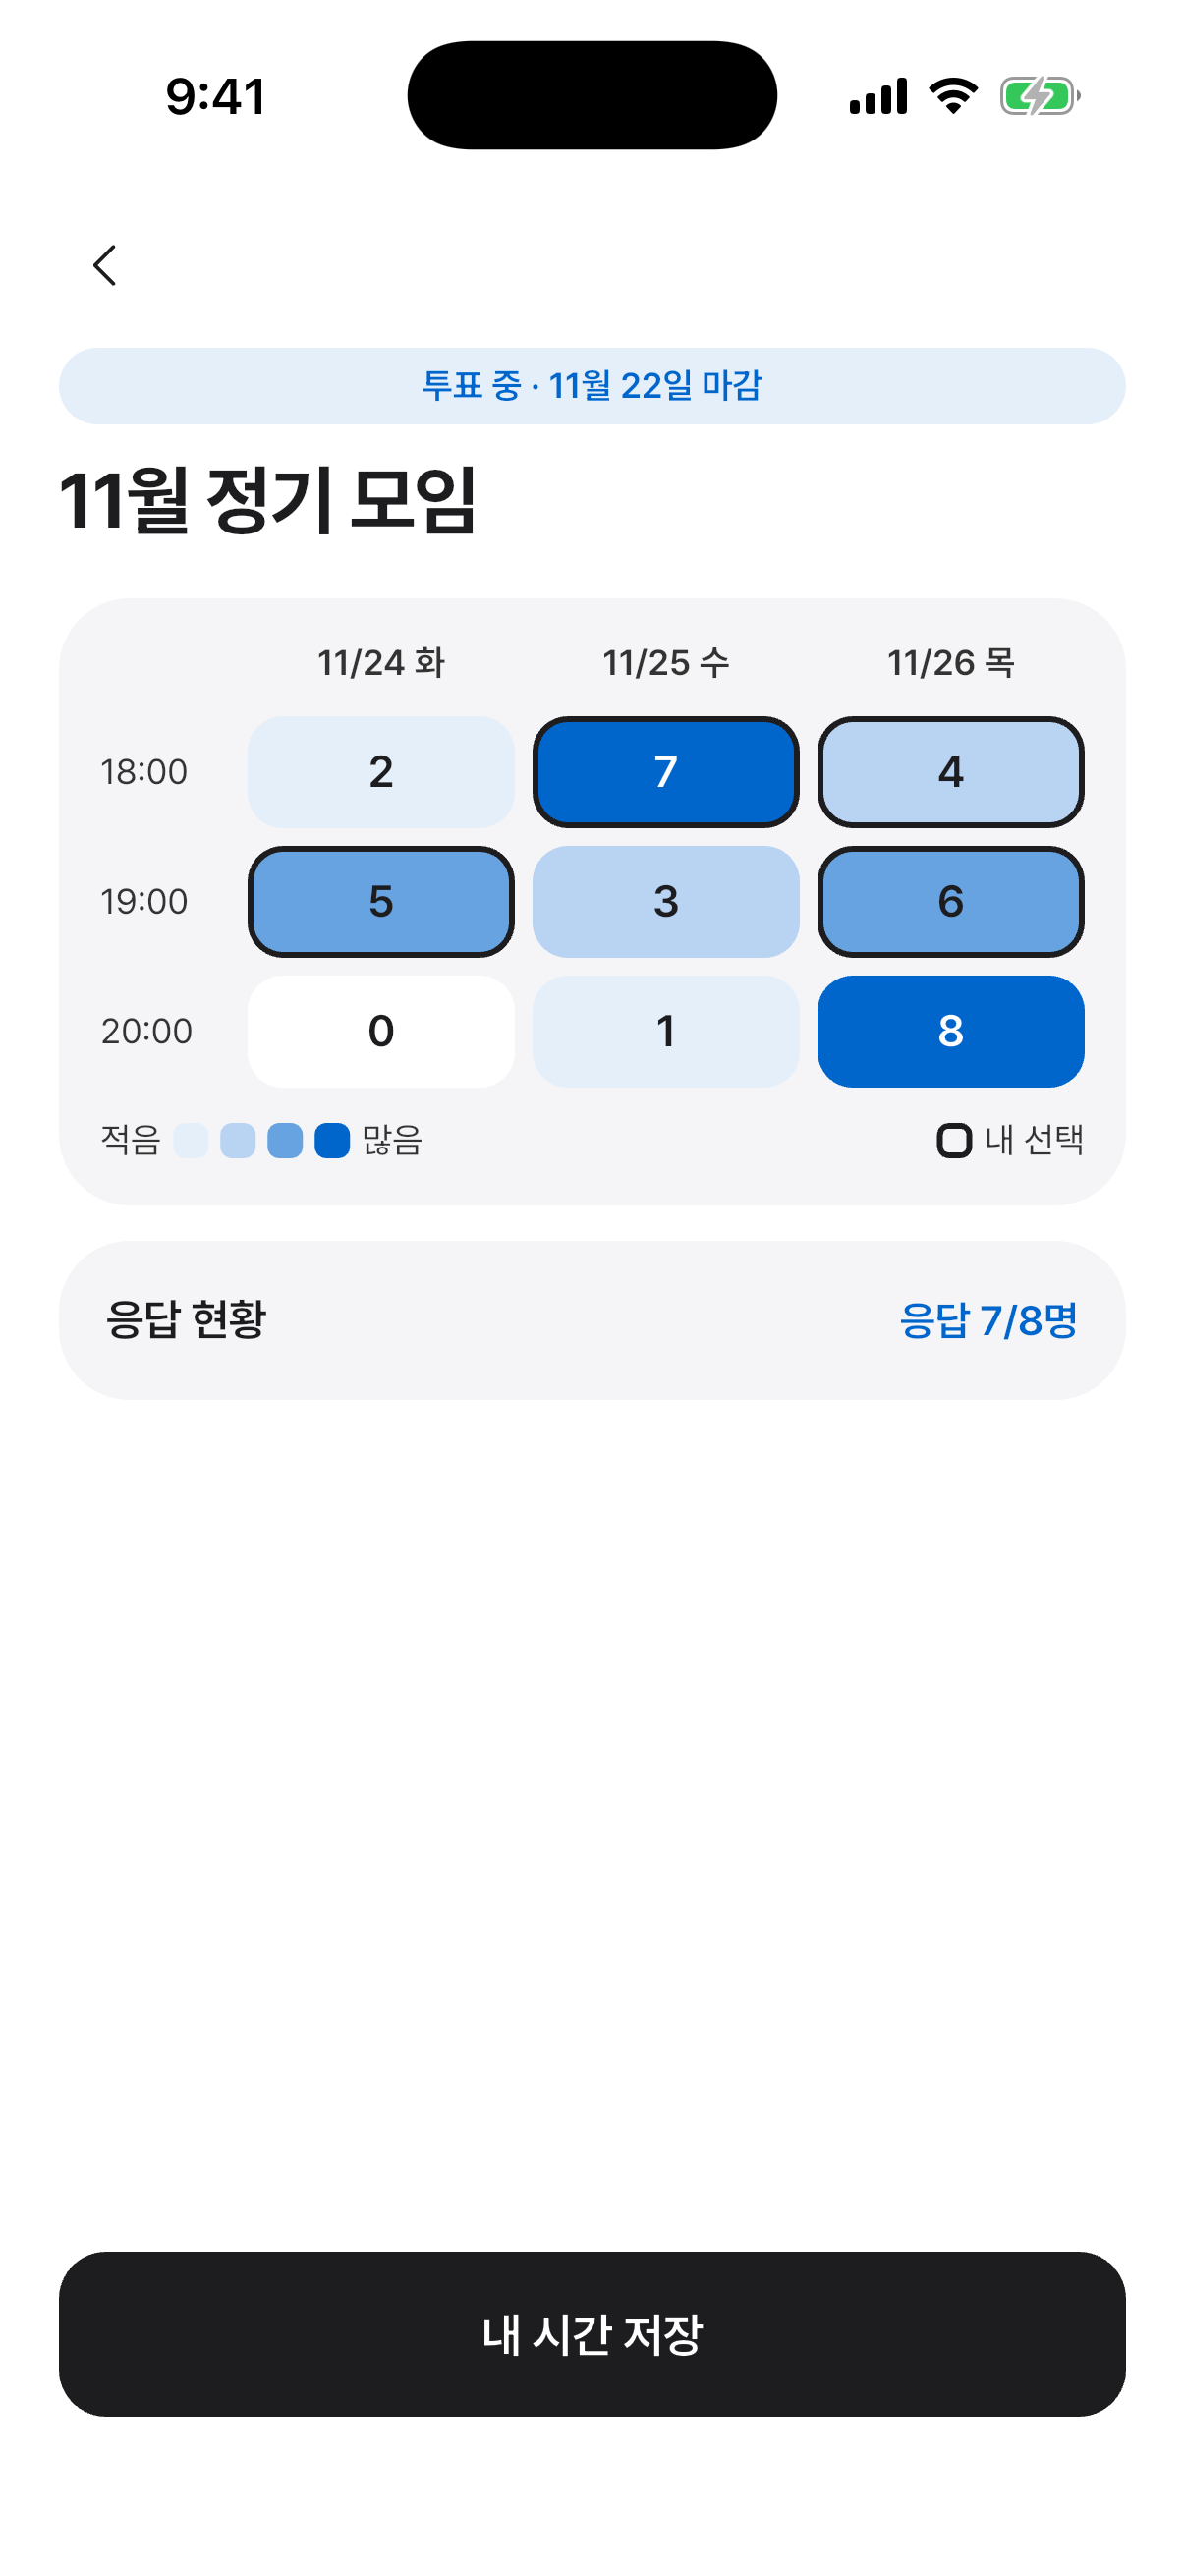 9:41
투표 중 · 11월 22일 마감
11월 정기 모임
11/24 화 11/25 수 11/26 목
18:00 2 7 4
19:00 5 3 6
20:00 0 1 8
적음 많음 내 선택
응답 현황 응답 7/8명
내 시간 저장